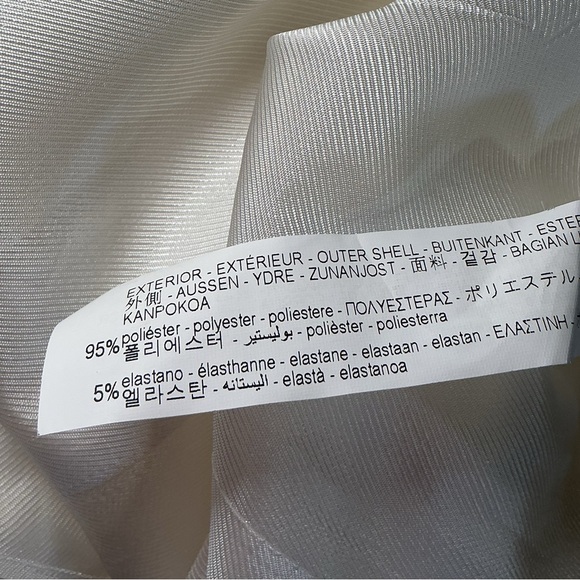 EXTERIOR - EXTÉRIEUR - OUTER SHELL - BUITENKANT -
外側 - AUSSEN - YDRE - ZUNANJOST - 面料 - 겉감 - BAGIAN
KANPOKOA
95% poliéster - polyester - poliestere - ΠΟΛΥΕΣΤΕΡΑΣ - ポリエステル
폴리에스터 - بوليستير - polièster - poliesterra
5% elastano - élasthanne - elastane - elastaan - elastan - ΕΛΑΣΤΙΝΗ -
엘라스탄 - اليستانه - elastà - elastanoa